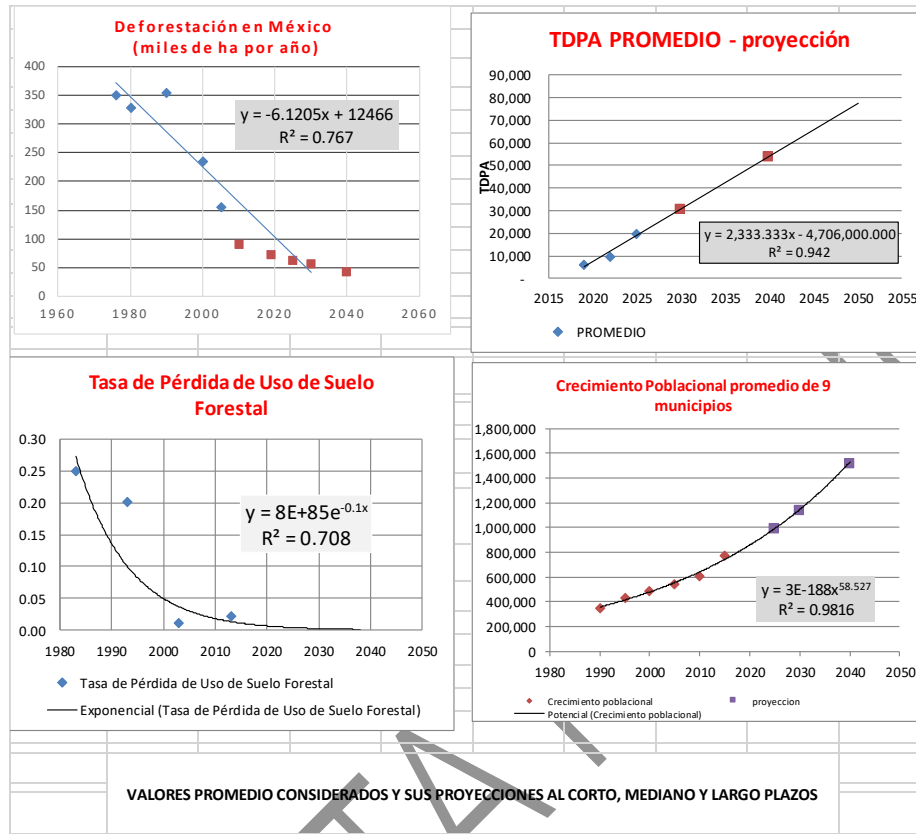 Deforestación en México
(miles de ha por año)
400
350
300
250
200
150
100
50
0
y = -6.1205x + 12466
R² = 0.767
1960 1980 2000 2020 2040 2060
TDPA PROMEDIO - proyección
90,000
80,000
70,000
60,000
50,000
40,000
30,000
20,000
10,000
-
TDPA
y = 2,333.333x - 4,706,000.000
R² = 0.942
2015 2020 2025 2030 2035 2040 2045 2050 2055
PROMEDIO
Tasa de Pérdida de Uso de Suelo
Forestal
0.30
0.25
0.20
0.15
0.10
0.05
0.00
y = 8E+85e^-0.1x
R² = 0.708
1980 1990 2000 2010 2020 2030 2040 2050
Tasa de Pérdida de Uso de Suelo Forestal
Exponencial (Tasa de Pérdida de Uso de Suelo Forestal)
Crecimiento Poblacional promedio de 9
municipios
1,800,000
1,600,000
1,400,000
1,200,000
1,000,000
800,000
600,000
400,000
200,000
0
y = 3E-188x^58.527
R² = 0.9816
1980 1990 2000 2010 2020 2030 2040 2050
Crecimiento poblacional proyeccion
Potencial (Crecimiento poblacional)
VALORES PROMEDIO CONSIDERADOS Y SUS PROYECCIONES AL CORTO, MEDIANO Y LARGO PLAZOS